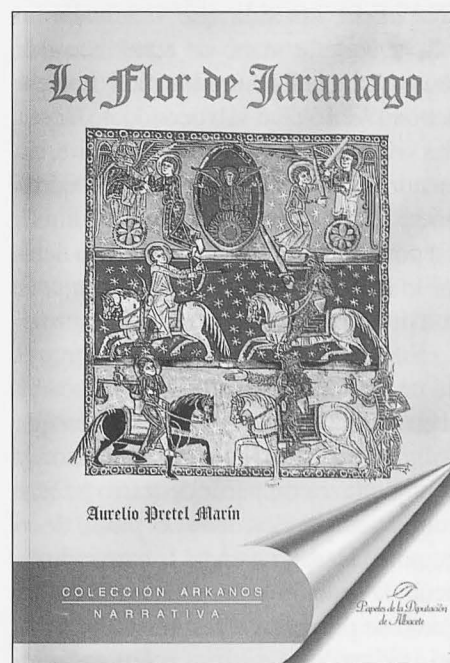 La Flor de Jaramago
Aurelio Pretel Marín
COLECCIÓN ARKANOS
NARRATIVA
Papeles de la Diputación
de Albacete